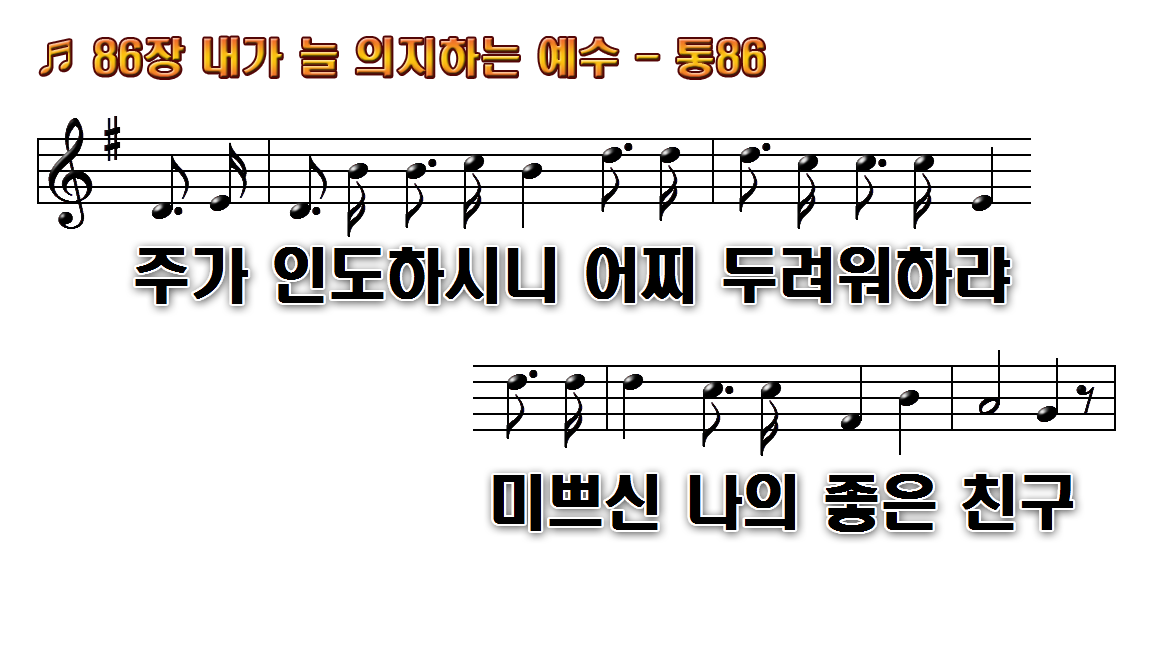 ♬ 86장 내가 늘 의지하는 예수 - 통86
주가 인도하시니 어찌 두려워하랴
미쁘신 나의 좋은 친구